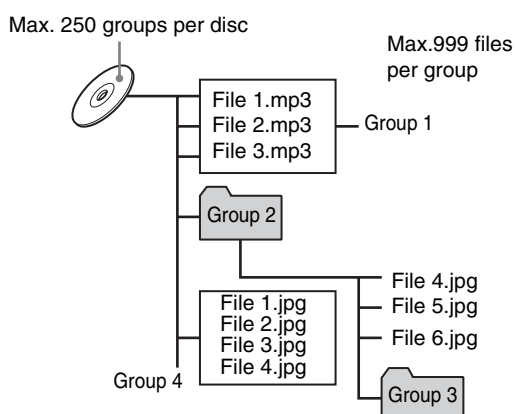 Max. 250 groups per disc
Max.999 files
per group
File 1.mp3
File 2.mp3
File 3.mp3
Group 1
Group 2
File 4.jpg
File 5.jpg
File 6.jpg
File 1.jpg
File 2.jpg
File 3.jpg
File 4.jpg
Group 4
Group 3